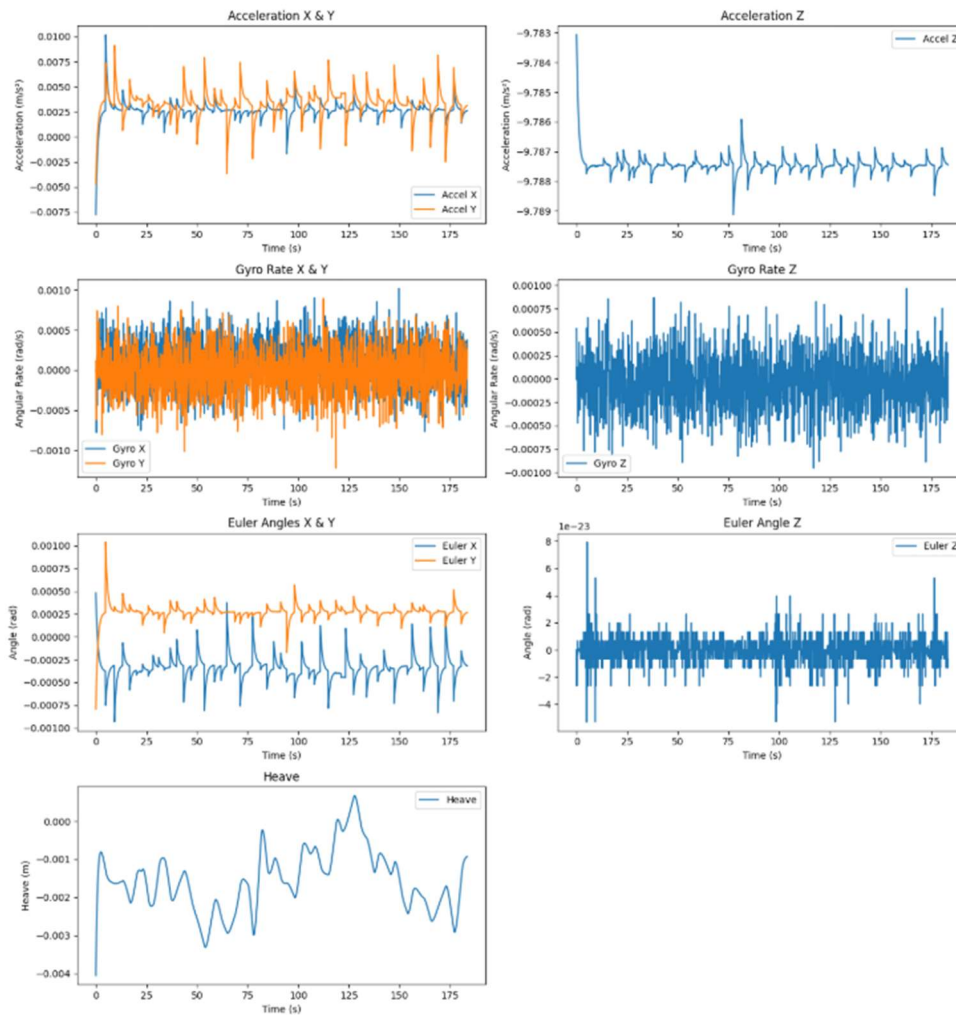 Acceleration X & Y
Acceleration (m/s²)
0.0100
0.0075
0.0050
0.0025
0.0000
−0.0025
−0.0050
−0.0075
Accel X
Accel Y
0 25 50 75 100 125 150 175
Time (s)
Acceleration Z
Acceleration (m/s²)
−9.783
−9.784
−9.785
−9.786
−9.787
−9.788
−9.789
Accel Z
0 25 50 75 100 125 150 175
Time (s)
Gyro Rate X & Y
Angular Rate (rad/s
0.0010
0.0005
0.0000
−0.0005
−0.0010
Gyro X
Gyro Y
0 25 50 75 100 125 150 175
Time (s)
Gyro Rate Z
Angular Rate (rad/s)
0.00100
0.00075
0.00050
0.00025
0.00000
−0.00025
−0.00050
−0.00075
−0.00100
Gyro Z
0 25 50 75 100 125 150 175
Time (s)
Euler Angles X & Y
Angle (rad)
0.00100
0.00075
0.00050
0.00025
0.00000
−0.00025
−0.00050
−0.00075
−0.00100
Euler X
Euler Y
0 25 50 75 100 125 150 175
Time (s)
Euler Angle Z
1e−23
Angle (rad)
8
6
4
2
0
−2
−4
Euler Z
0 25 50 75 100 125 150 175
Time (s)
Heave
Heave (m)
0.000
−0.001
−0.002
−0.003
−0.004
Heave
0 25 50 75 100 125 150 175
Time (s)